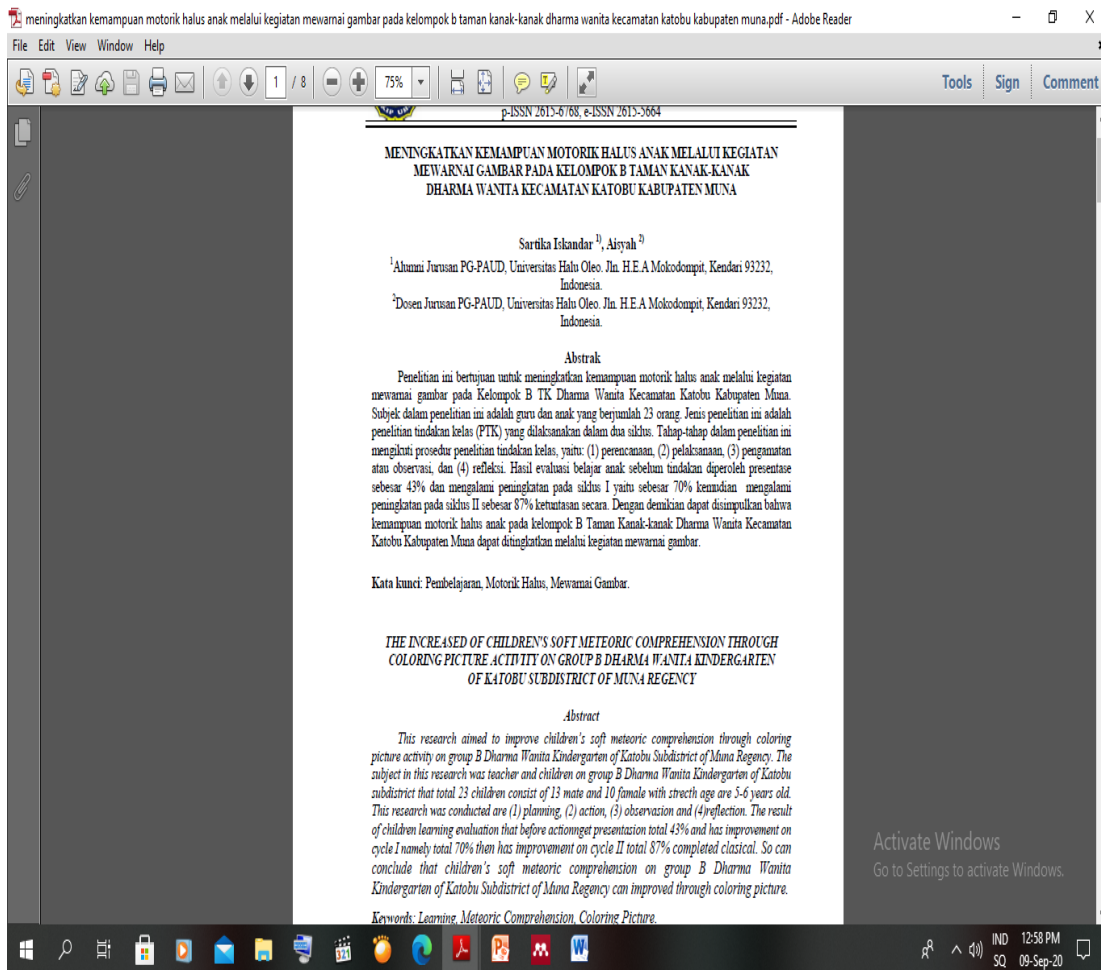 meningkatkan kemampuan motorik halus anak melalui kegiatan mewarnai gambar pada kelompok b taman kanak-kanak dharma wanita kecamatan katobu kabupaten muna.pdf - Adobe Reader
File Edit View Window Help
1 / 8 75% Tools Sign Comment
p-ISSN 2615-6768, e-ISSN 2615-5664
MENINGKATKAN KEMAMPUAN MOTORIK HALUS ANAK MELALUI KEGIATAN
MEWARNAI GAMBAR PADA KELOMPOK B TAMAN KANAK-KANAK
DHARMA WANITA KECAMATAN KATOBU KABUPATEN MUNA
Sartika Iskandar 1), Aisyah 2)
1Alumni Jurusan PG-PAUD, Universitas Halu Oleo. Jln. H.E.A Mokodompit, Kendari 93232,
Indonesia.
2Dosen Jurusan PG-PAUD, Universitas Halu Oleo. Jln. H.E.A Mokodompit, Kendari 93232,
Indonesia.
Abstrak
Penelitian ini bertujuan untuk meningkatkan kemampuan motorik halus anak melalui kegiatan
mewarnai gambar pada Kelompok B TK Dharma Wanita Kecamatan Katobu Kabupaten Muna.
Subjek dalam penelitian ini adalah guru dan anak yang berjumlah 23 orang. Jenis penelitian ini adalah
penelitian tindakan kelas (PTK) yang dilaksanakan dalam dua siklus. Tahap-tahap dalam penelitian ini
mengikuti prosedur penelitian tindakan kelas, yaitu: (1) perencanaan, (2) pelaksanaan, (3) pengamatan
atau observasi, dan (4) refleksi. Hasil evaluasi belajar anak sebelum tindakan diperoleh presentase
sebesar 43% dan mengalami peningkatan pada siklus I yaitu sebesar 70% kemudian mengalami
peningkatan pada siklus II sebesar 87% ketuntasan secara. Dengan demikian dapat disimpulkan bahwa
kemampuan motorik halus anak pada kelompok B Taman Kanak-kanak Dharma Wanita Kecamatan
Katobu Kabupaten Muna dapat ditingkatkan melalui kegiatan mewarnai gambar.
Kata kunci: Pembelajaran, Motorik Halus, Mewarnai Gambar.
THE INCREASED OF CHILDREN'S SOFT METEORIC COMPREHENSION THROUGH
COLORING PICTURE ACTIVITY ON GROUP B DHARMA WANITA KINDERGARTEN
OF KATOBU SUBDISTRICT OF MUNA REGENCY
Abstract
This research aimed to improve children's soft meteoric comprehension through coloring
picture activity on group B Dharma Wanita Kindergarten of Katobu Subdistrict of Muna Regency. The
subject in this research was teacher and children on group B Dharma Wanita Kindergarten of Katobu
subdistrict that total 23 children consist of 13 mate and 10 famale with strecth age are 5-6 years old.
This research was conducted are (1) planning, (2) action, (3) observasion and (4)reflection. The result
of children learning evaluation that before actionnget presentasion total 43% and has improvement on
cycle I namely total 70% then has improvement on cycle II total 87% completed clasical. So can
conclude that children's soft meteoric comprehension on group B Dharma Wanita
Kindergarten of Katobu Subdistrict of Muna Regency can improved through coloring picture.
Keywords: Learning, Meteoric Comprehension, Coloring Picture.
Activate Windows
Go to Settings to activate Windows.
IND 12:58 PM
SQ 09-Sep-20